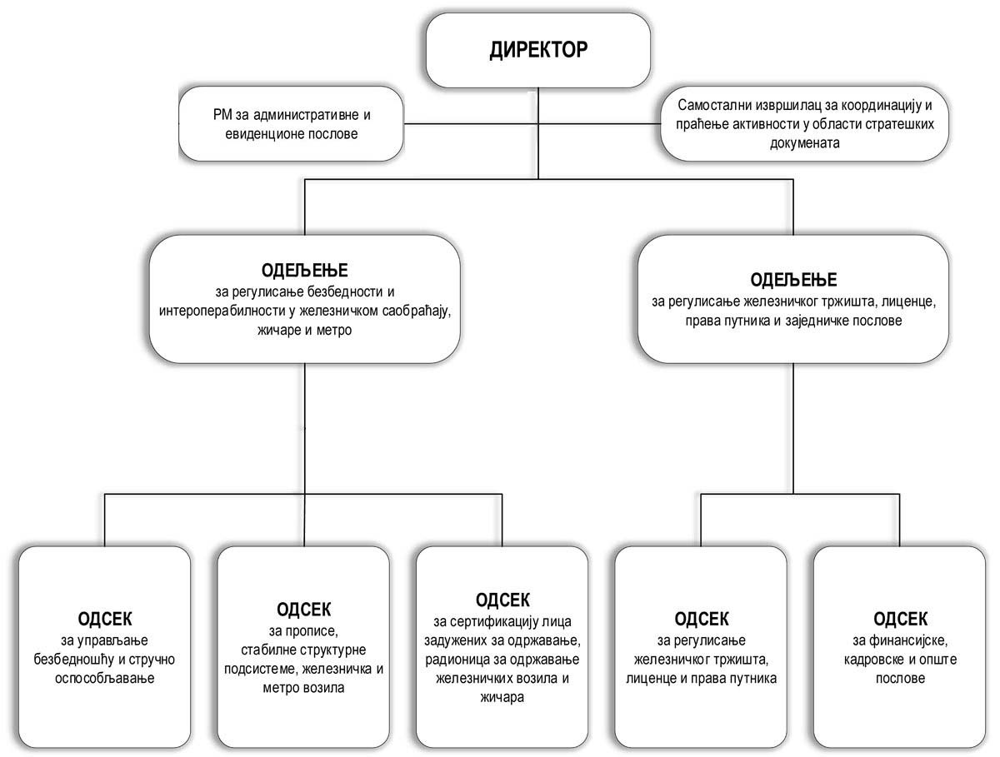 ДИРЕКТОР
РМ за административне и
евиденционе послове
Самостални извршилац за координацију и
праћење активности у области стратешких
докумената
ОДЕЉЕЊЕ
за регулисање безбедности и
интероперабилности у железничком саобраћају,
жичаре и метро
ОДЕЉЕЊЕ
за регулисање железничког тржишта, лиценце,
права путника и заједничке послове
ОДСЕК
за управљање
безбедношћу и стручно
оспособљавање
ОДСЕК
за прописе,
стабилне структурне
подсистеме, железничка и
метро возила
ОДСЕК
за сертификацију лица
задужених за одржавање,
радионица за одржавање
железничких возила и
жичара
ОДСЕК
за регулисање
железничког тржишта,
лиценце и права путника
ОДСЕК
за финансијске,
кадровске и опште
послове